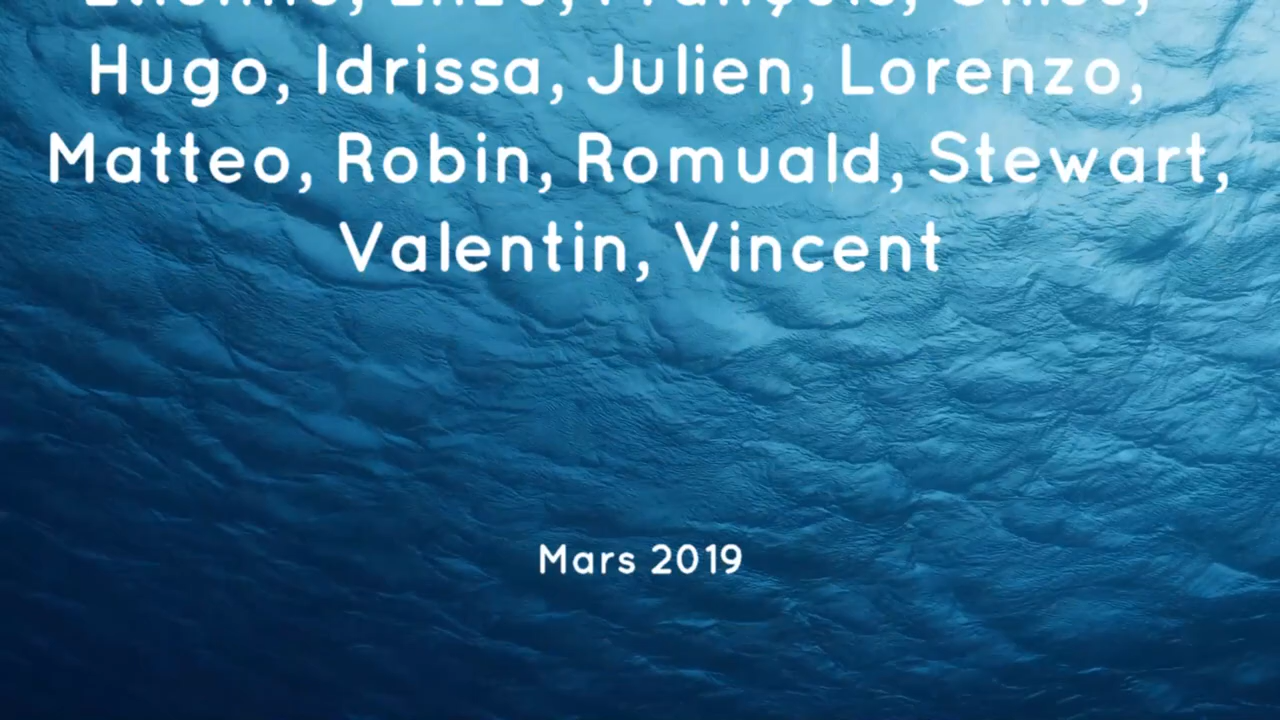 Hugo, Idrissa, Julien, Lorenzo,
Matteo, Robin, Romuald, Stewart,
Valentin, Vincent
Mars 2019